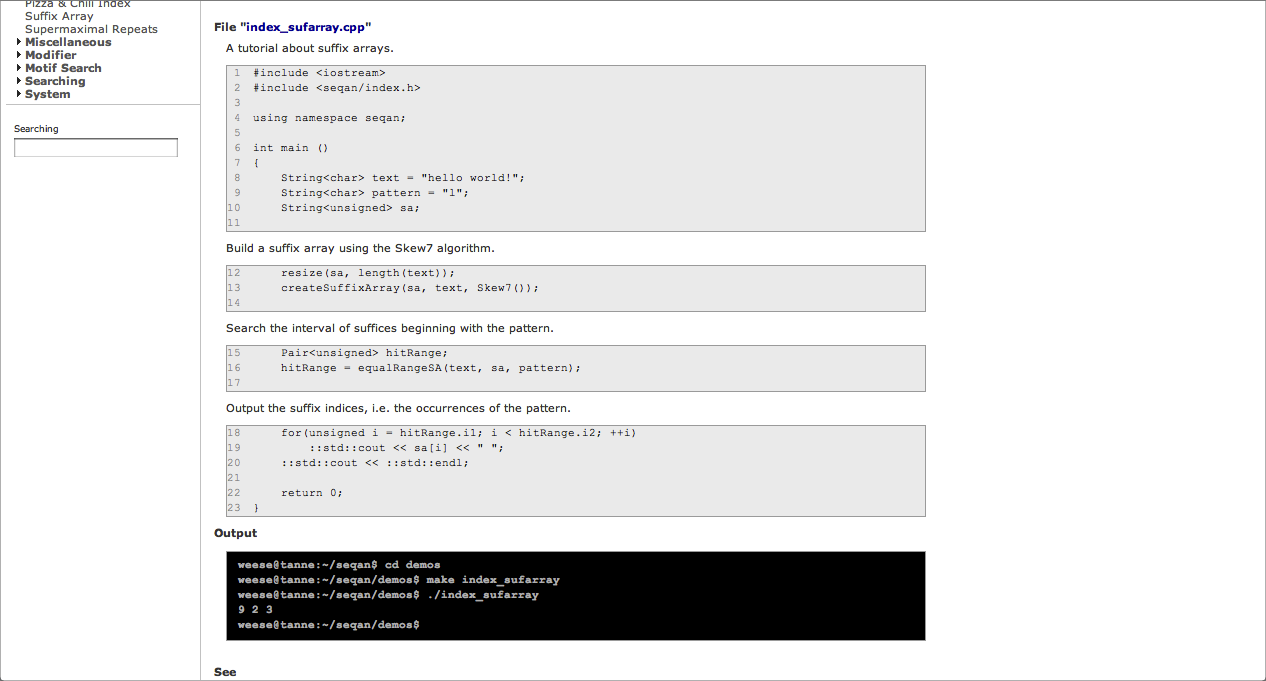 Pizza & Chili Index
Suffix Array
Supermaximal Repeats
Miscellaneous
Modifier
Motif Search
Searching
System
Searching
File "index_sufarray.cpp"
A tutorial about suffix arrays.
1 #include <iostream>
2 #include <seqan/index.h>
3
4 using namespace seqan;
5
6 int main ()
7 {
8     String<char> text = "hello world!";
9     String<char> pattern = "l";
10     String<unsigned> sa;
11
Build a suffix array using the Skew7 algorithm.
12     resize(sa, length(text));
13     createSuffixArray(sa, text, Skew7());
14
Search the interval of suffices beginning with the pattern.
15     Pair<unsigned> hitRange;
16     hitRange = equalRangeSA(text, sa, pattern);
17
Output the suffix indices, i.e. the occurrences of the pattern.
18     for(unsigned i = hitRange.i1; i < hitRange.i2; ++i)
19         ::std::cout << sa[i] << " ";
20     ::std::cout << ::std::endl;
21
22     return 0;
23 }
Output
weese@tanne:~/seqan$ cd demos
weese@tanne:~/seqan/demos$ make index_sufarray
weese@tanne:~/seqan/demos$ ./index_sufarray
9 2 3
weese@tanne:~/seqan/demos$
See